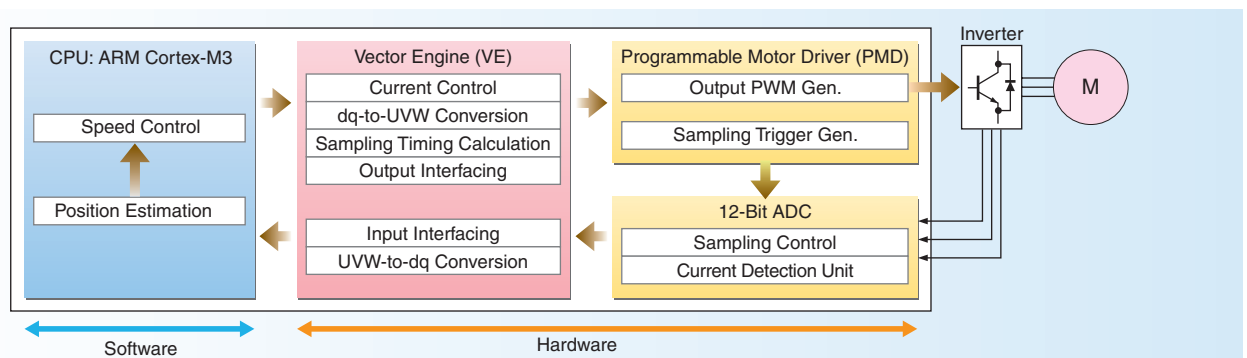 CPU: ARM Cortex-M3
Speed Control
Position Estimation
Vector Engine (VE)
Current Control
dq-to-UVW Conversion
Sampling Timing Calculation
Output Interfacing
Input Interfacing
UVW-to-dq Conversion
Programmable Motor Driver (PMD)
Output PWM Gen.
Sampling Trigger Gen.
12-Bit ADC
Sampling Control
Current Detection Unit
Inverter
M
Software
Hardware